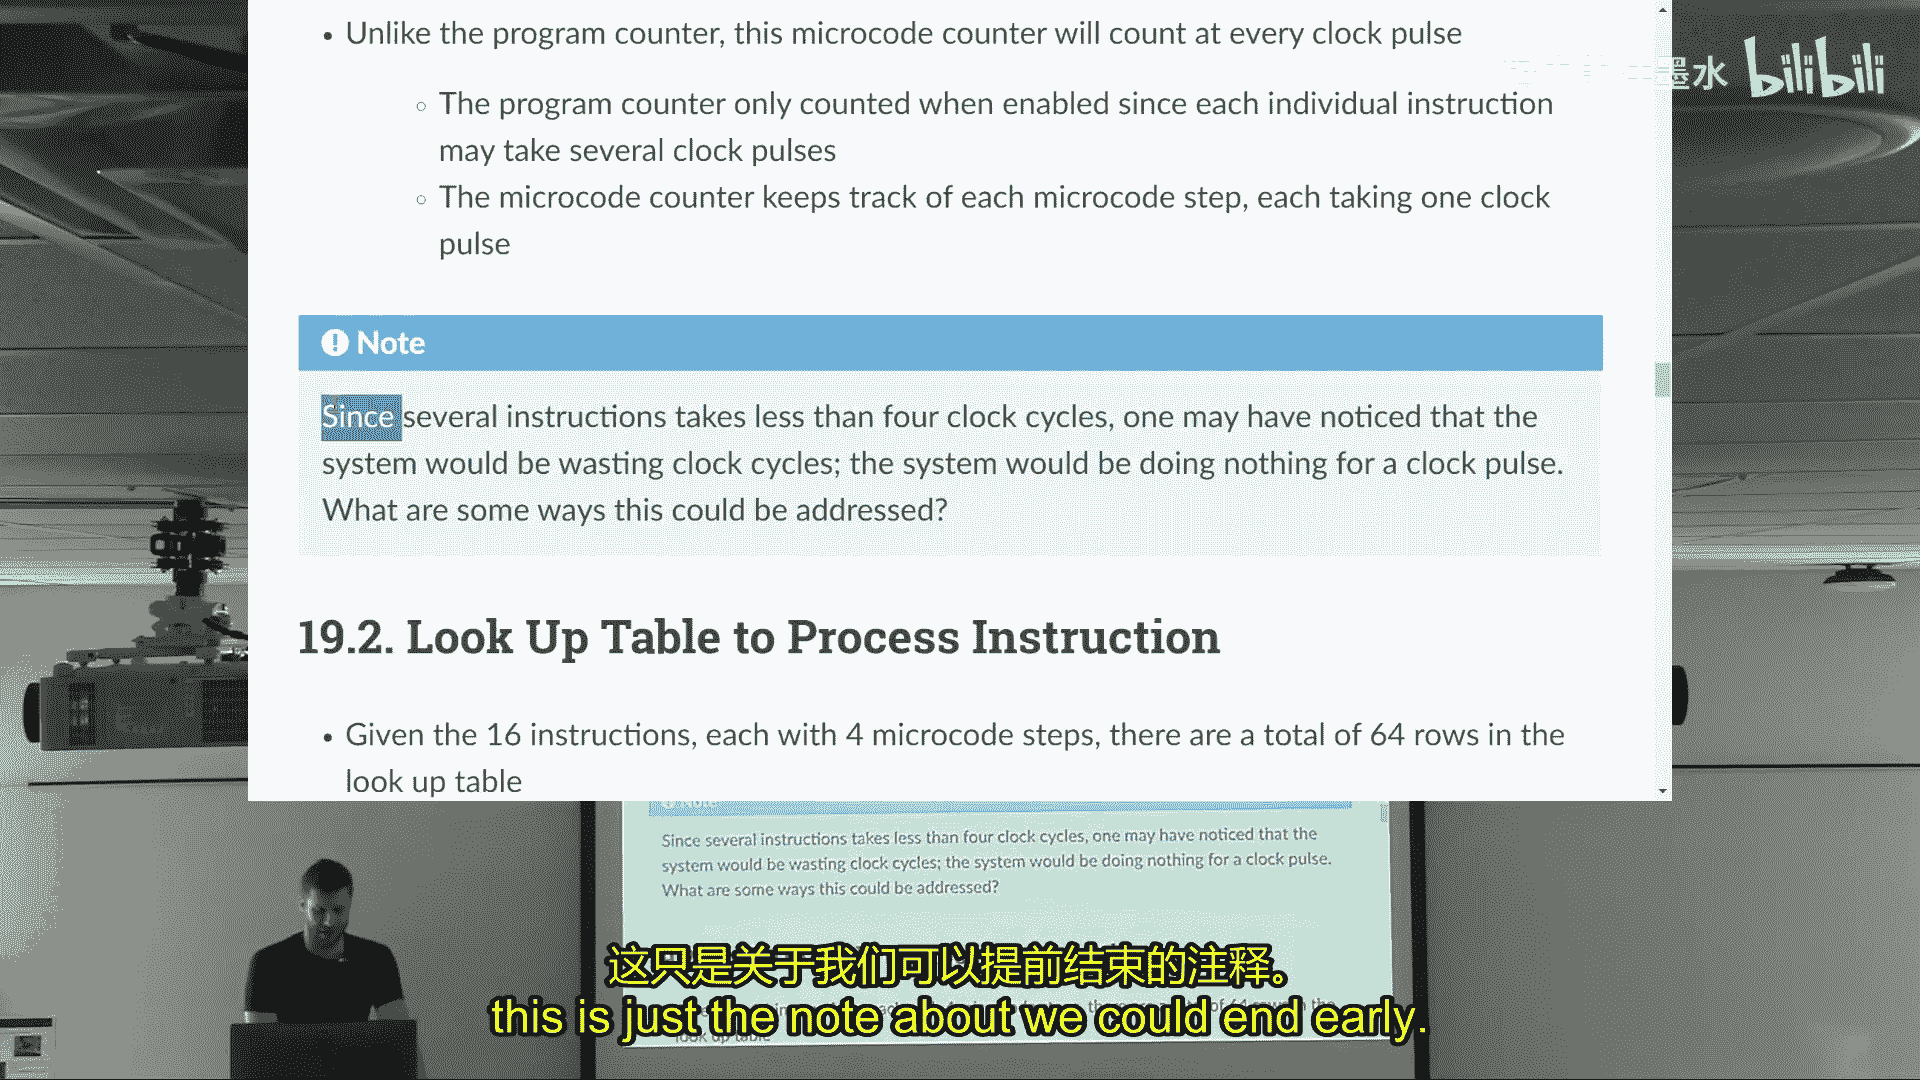 Unlike the program counter, this microcode counter will count at every clock pulse
墨水 bilibili
The program counter only counted when enabled since each individual instruction
may take several clock pulses
The microcode counter keeps track of each microcode step, each taking one clock
pulse
Note
Since several instructions takes less than four clock cycles, one may have noticed that the
system would be wasting clock cycles; the system would be doing nothing for a clock pulse.
What are some ways this could be addressed?
19.2. Look Up Table to Process Instruction
Given the 16 instructions, each with 4 microcode steps, there are a total of 64 rows in the
look up table
Since several instructions takes less than four clock cycles, one may have noticed that the
system would be wasting clock cycles; the system would be doing nothing for a clock pulse.
What are some ways this could be addressed?
这只是关于我们可以提前结束的注释。
this is just the note about we could end early.
look up table